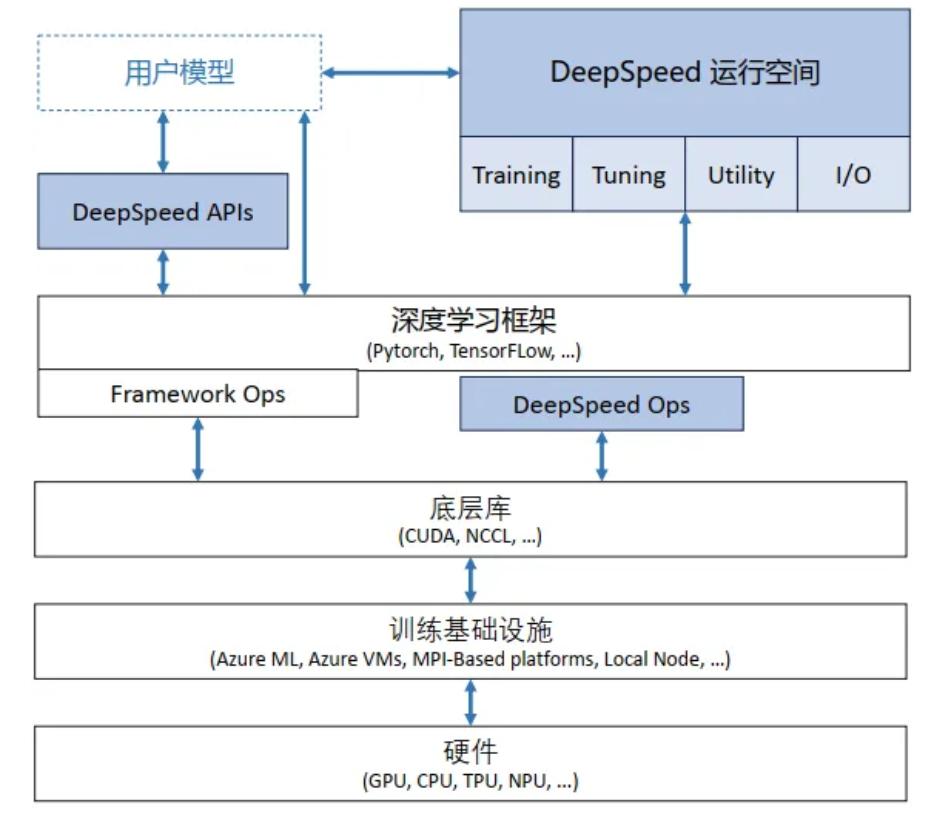 用户模型
DeepSpeed 运行空间
Training
Tuning
Utility
I/O
DeepSpeed APIs
深度学习框架
(Pytorch, TensorFLow, ...)
Framework Ops
DeepSpeed Ops
底层库
(CUDA, NCCL, ...)
训练基础设施
(Azure ML, Azure VMs, MPI-Based platforms, Local Node, ...)
硬件
(GPU, CPU, TPU, NPU, ...)